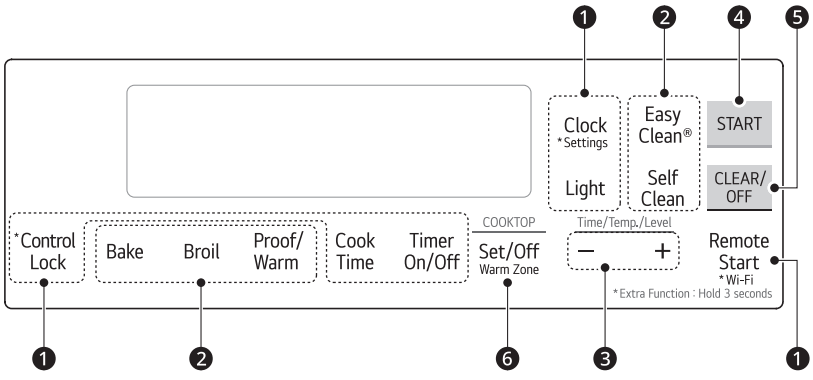 1 2 4 5
Clock
*Settings
Light
Easy
Clean®
Self
Clean
START
CLEAR/
OFF
*Control
Lock
Bake
Broil
Proof/
Warm
Cook
Time
Timer
On/Off
COOKTOP
Set/Off
Warm Zone
Time/Temp./Level
− +
Remote
Start
*Wi-Fi
*Extra Function : Hold 3 seconds
1 2 6 3 1